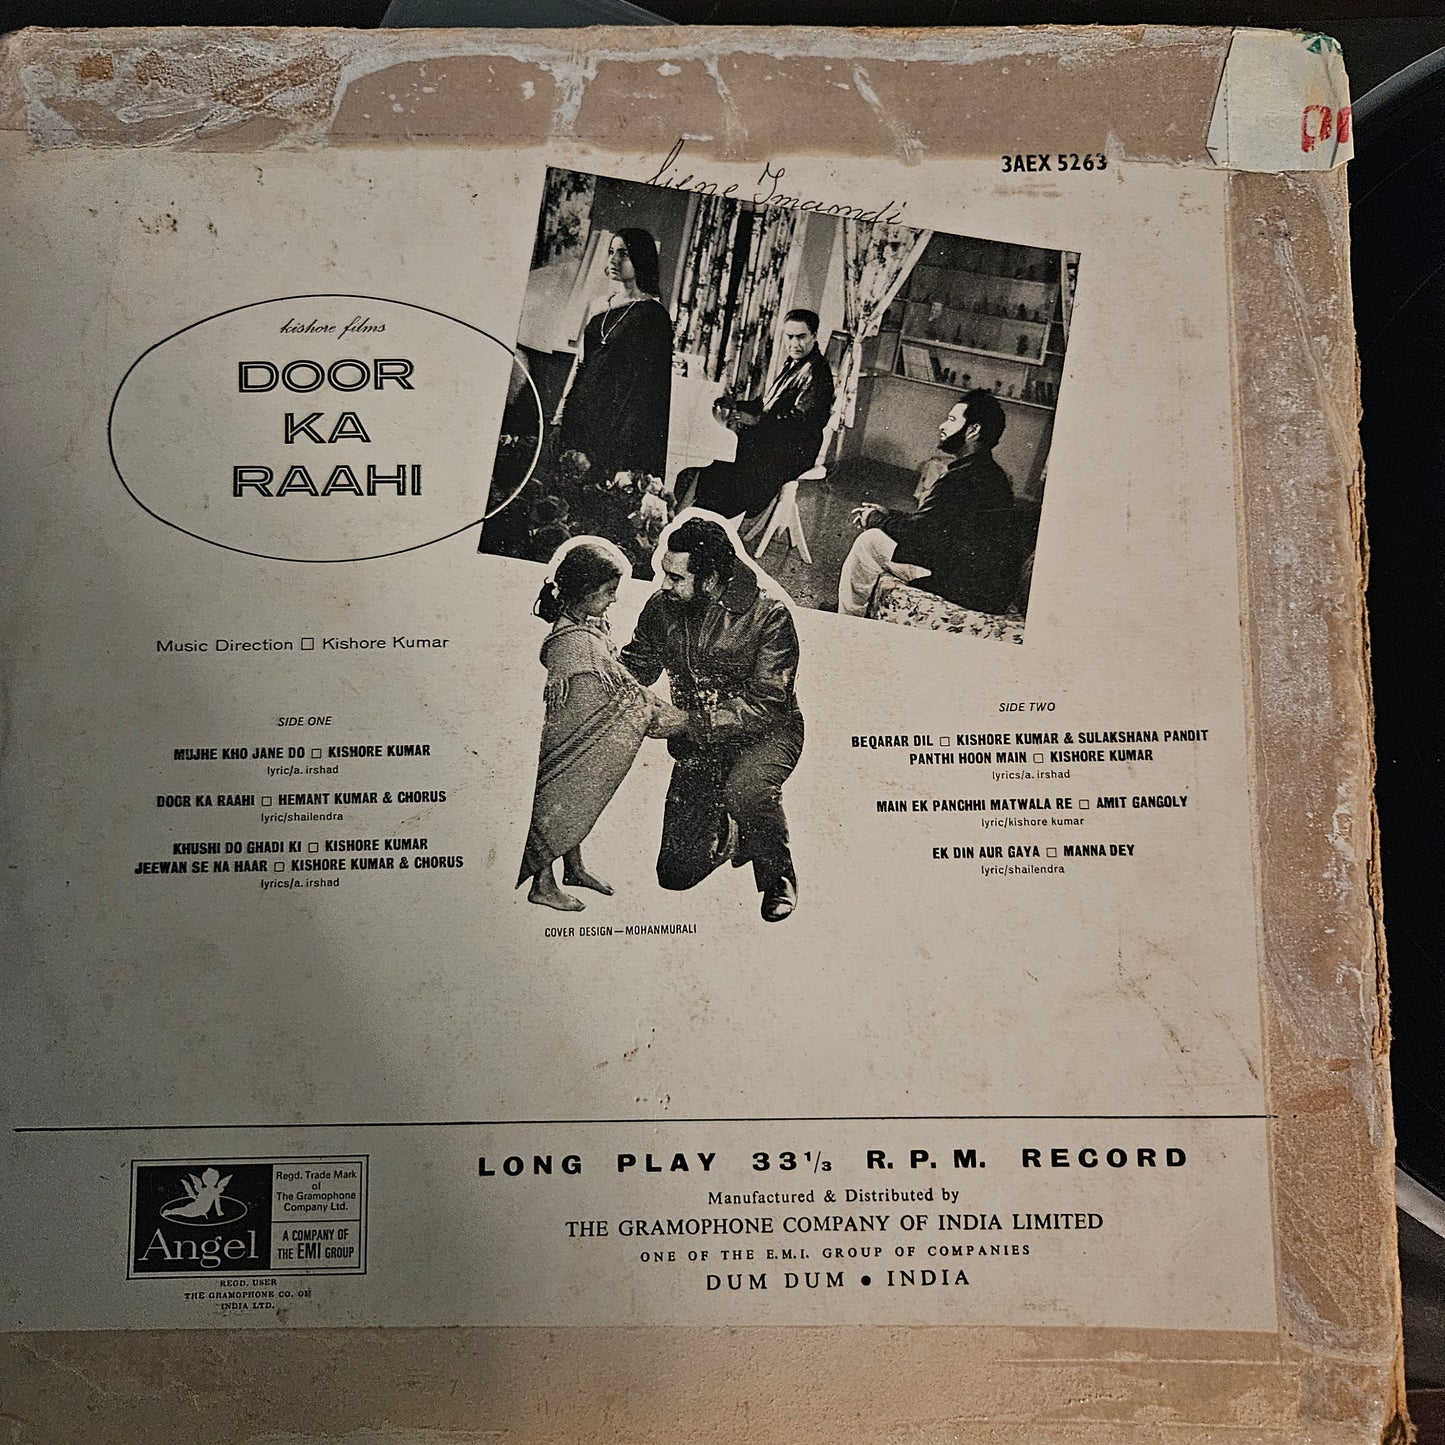 3AEX 5263
Imamdi
kishore films
DOOR
KA
RAAHI
Music Direction □ Kishore Kumar
SIDE ONE
MUJHE KHO JANE DO □ KISHORE KUMAR
lyric/a. irshad
DOOR KA RAAHI □ HEMANT KUMAR & CHORUS
lyric/shailendra
KHUSHI DO GHADI KI □ KISHORE KUMAR
JEEWAN SE NA HAAR □ KISHORE KUMAR & CHORUS
lyrics/a. irshad
SIDE TWO
BEQARAR DIL □ KISHORE KUMAR & SULAKSHANA PANDIT
PANTHI HOON MAIN □ KISHORE KUMAR
lyrics/a. irshad
MAIN EK PANCHHI MATWALA RE □ AMIT GANGOLY
lyric/kishore kumar
EK DIN AUR GAYA □ MANNA DEY
lyric/shailendra
COVER DESIGN—MOHANMURALI
Angel
Regd. Trade Mark
of
The Gramophone
Company Ltd.
A COMPANY OF
THE EMI GROUP
REGD. USER
THE GRAMOPHONE CO. OF
INDIA LTD.
LONG PLAY 33⅓ R. P. M. RECORD
Manufactured & Distributed by
THE GRAMOPHONE COMPANY OF INDIA LIMITED
ONE OF THE E.M.I. GROUP OF COMPANIES
DUM DUM ● INDIA